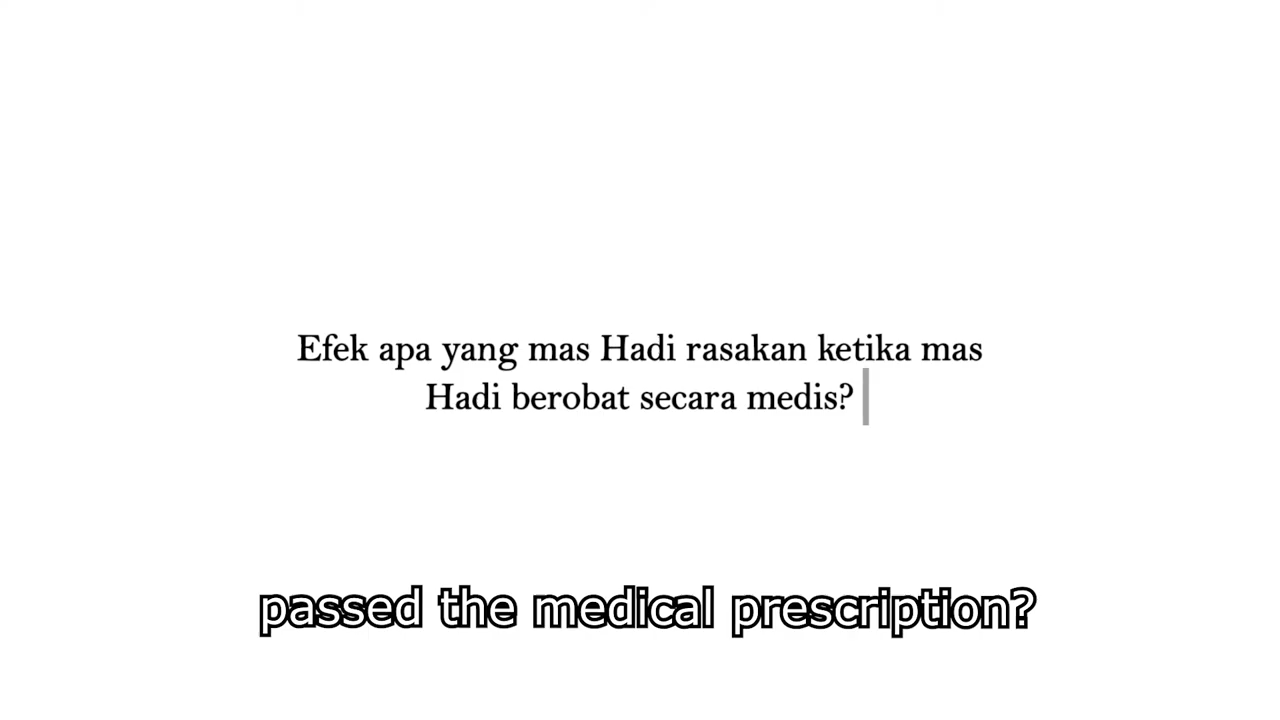 Efek apa yang mas Hadi rasakan ketika mas
Hadi berobat secara medis?
passed the medical prescription?